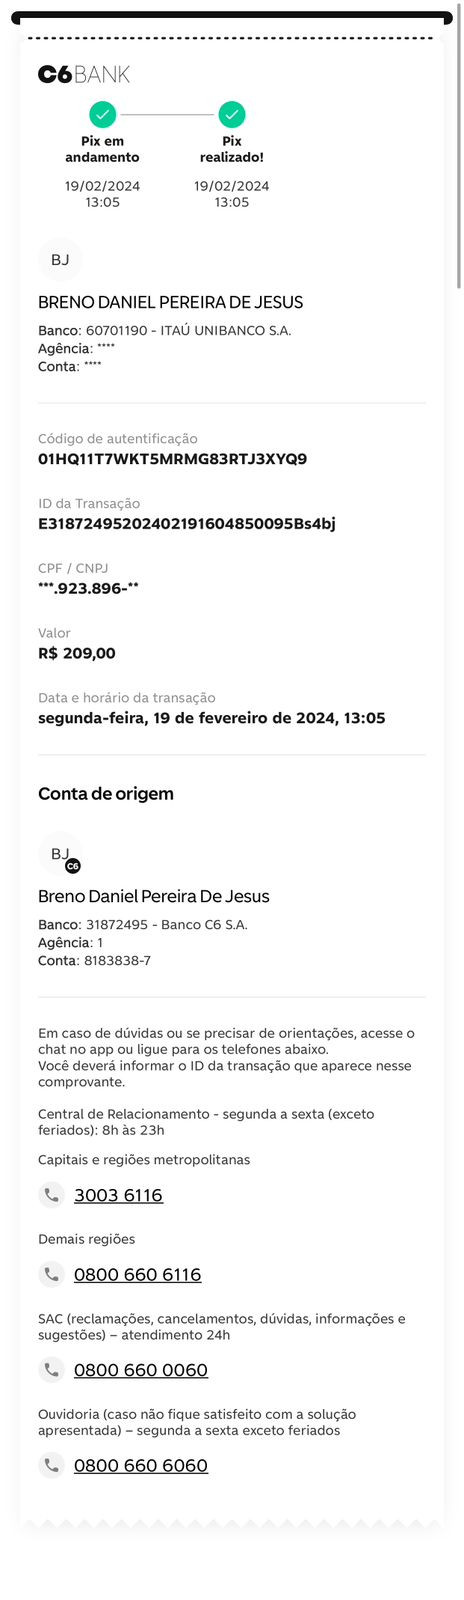 C6BANK
Pix em
andamento
Pix
realizado!
19/02/2024
13:05
19/02/2024
13:05
BJ
BRENO DANIEL PEREIRA DE JESUS
Banco: 60701190 - ITAÚ UNIBANCO S.A.
Agência: ****
Conta: ****
Código de autentificação
01HQ11T7WKT5MRMG83RTJ3XYQ9
ID da Transação
E31872495202402191604850095Bs4bj
CPF / CNPJ
***.923.896-**
Valor
R$ 209,00
Data e horário da transação
segunda-feira, 19 de fevereiro de 2024, 13:05
Conta de origem
BJ
C6
Breno Daniel Pereira De Jesus
Banco: 31872495 - Banco C6 S.A.
Agência: 1
Conta: 8183838-7
Em caso de dúvidas ou se precisar de orientações, acesse o
chat no app ou ligue para os telefones abaixo.
Você deverá informar o ID da transação que aparece nesse
comprovante.
Central de Relacionamento - segunda a sexta (exceto
feriados): 8h às 23h
Capitais e regiões metropolitanas
3003 6116
Demais regiões
0800 660 6116
SAC (reclamações, cancelamentos, dúvidas, informações e
sugestões) – atendimento 24h
0800 660 0060
Ouvidoria (caso não fique satisfeito com a solução
apresentada) – segunda a sexta exceto feriados
0800 660 6060